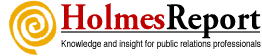 HolmesReport
Knowledge and insight for public relations professionals